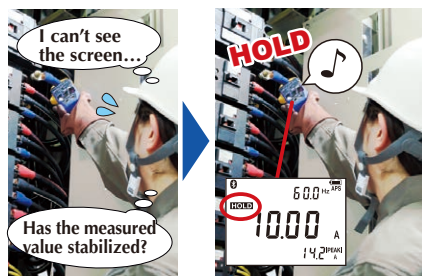 I can't see
the screen...
Has the measured
value stabilized?
HOLD
60.0 Hz APS
HOLD
10.00 A
14.2 PEAK A